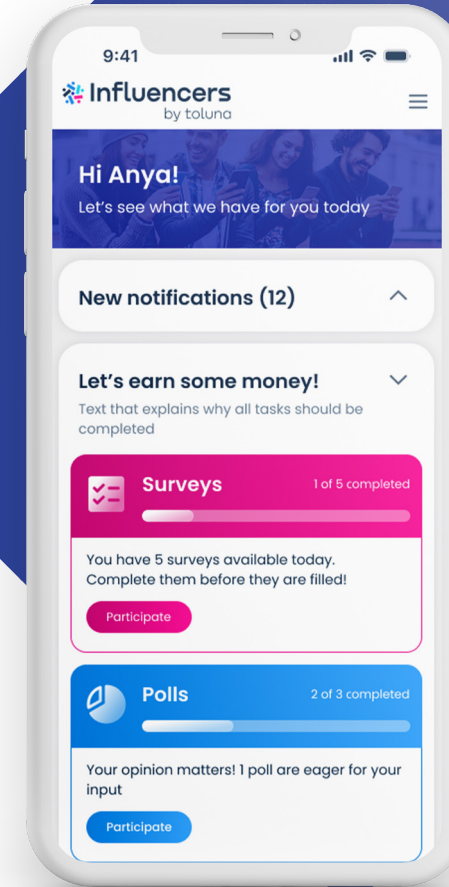 9:41
Influencers
by toluna
Hi Anya!
Let's see what we have for you today
New notifications (12)
Let's earn some money!
Text that explains why all tasks should be
completed
Surveys
1 of 5 completed
You have 5 surveys available today.
Complete them before they are filled!
Participate
Polls
2 of 3 completed
Your opinion matters! 1 poll are eager for your
input
Participate